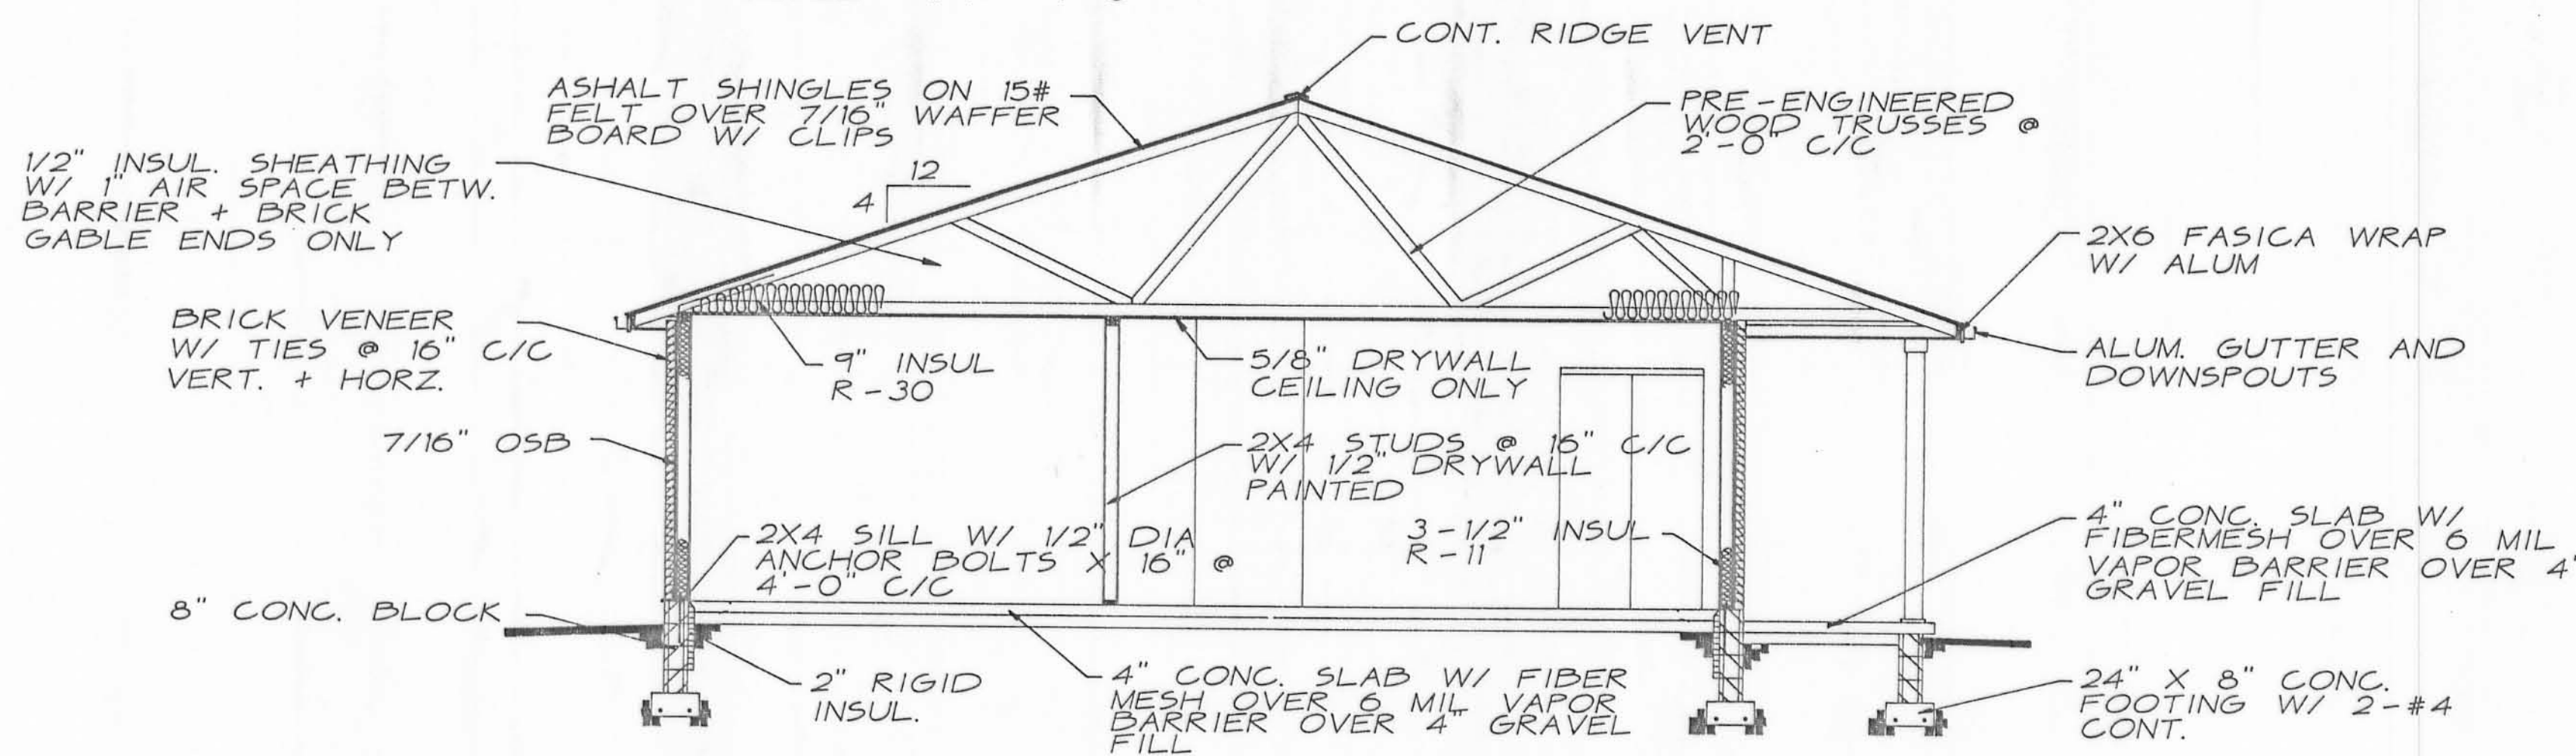 CONT. RIDGE VENT
ASHALT SHINGLES ON 15#
FELT OVER 7/16" WAFFER
BOARD W/ CLIPS
PRE-ENGINEERED
WOOD TRUSSES @
2'-0" C/C
1/2" INSUL. SHEATHING
W/ 1" AIR SPACE BETW.
BARRIER + BRICK
GABLE ENDS ONLY
12
4
2X6 FASICA WRAP
W/ ALUM
BRICK VENEER
W/ TIES @ 16" C/C
VERT. + HORZ.
9" INSUL
R-30
5/8" DRYWALL
CEILING ONLY
ALUM. GUTTER AND
DOWNSPOUTS
7/16" OSB
2X4 STUDS @ 16" C/C
W/ 1/2" DRYWALL
PAINTED
2X4 SILL W/ 1/2" DIA
ANCHOR BOLTS X 16" @
4'-0" C/C
3-1/2" INSUL
R-11
4" CONC. SLAB W/
FIBERMESH OVER 6 MIL
VAPOR BARRIER OVER 4"
GRAVEL FILL
8" CONC. BLOCK
2" RIGID
INSUL.
4" CONC. SLAB W/ FIBER
MESH OVER 6 MIL VAPOR
BARRIER OVER 4" GRAVEL
FILL
24" X 8" CONC.
FOOTING W/ 2-#4
CONT.